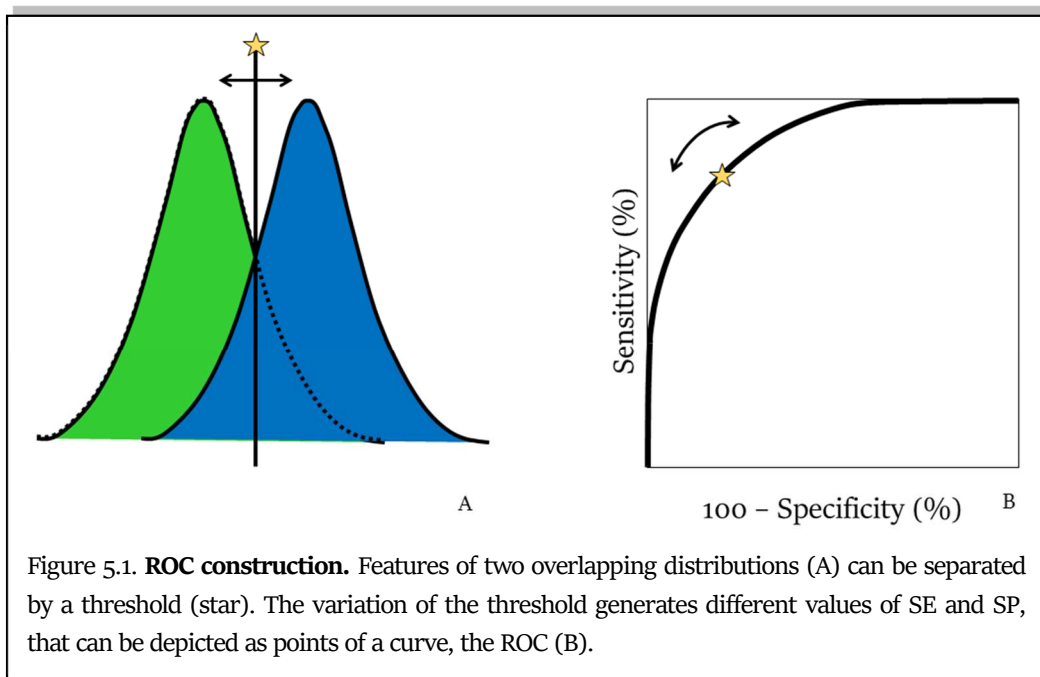 Sensitivity (%)
A
100 – Specificity (%)
B
Figure 5.1. ROC construction. Features of two overlapping distributions (A) can be separated
by a threshold (star). The variation of the threshold generates different values of SE and SP,
that can be depicted as points of a curve, the ROC (B).